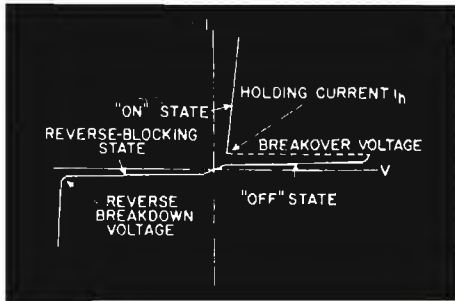 I
"ON" STATE
HOLDING CURRENT Ih
REVERSE-BLOCKING
STATE
BREAKOVER VOLTAGE
V
"OFF" STATE
REVERSE
BREAKDOWN
VOLTAGE